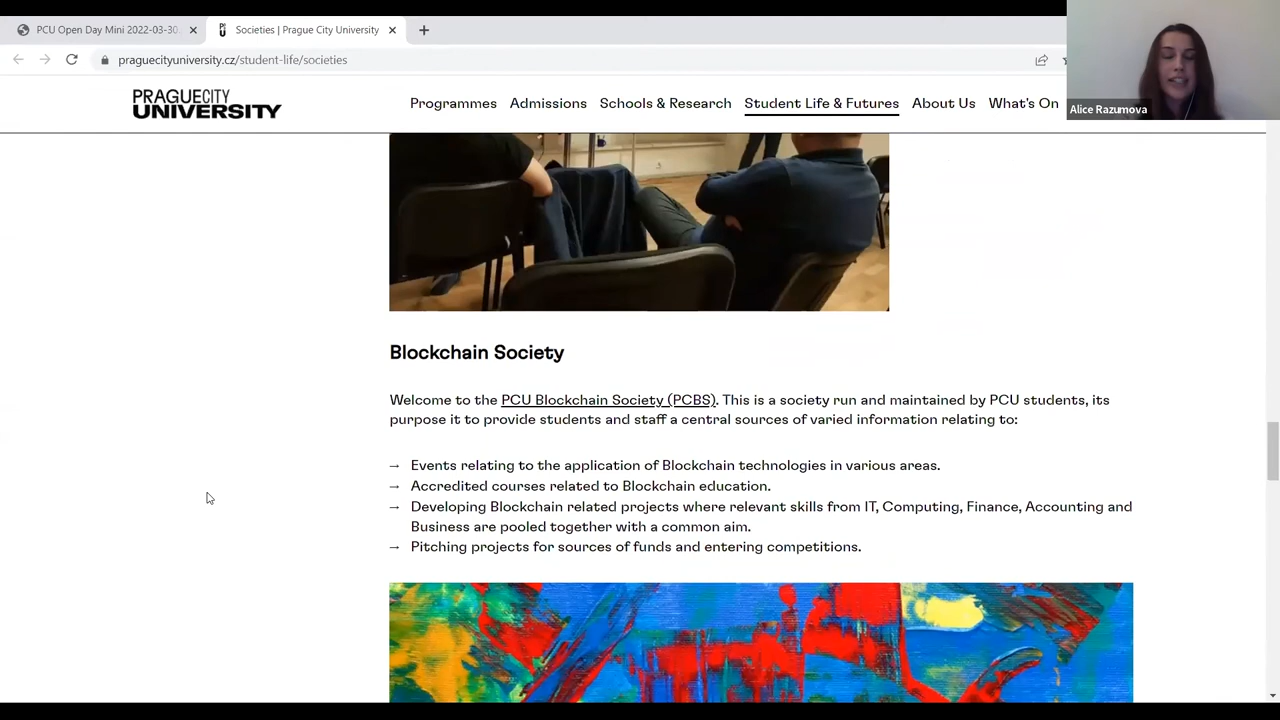 PCU Open Day Mini 2022-03-30
Societies | Prague City University
praguecityuniversity.cz/student-life/societies
PRAGUECITY
UNIVERSITY
Programmes
Admissions
Schools & Research
Student Life & Futures
About Us
What's On
Alice Razumova
Blockchain Society
Welcome to the PCU Blockchain Society (PCBS). This is a society run and maintained by PCU students, its
purpose it to provide students and staff a central sources of varied information relating to:
→ Events relating to the application of Blockchain technologies in various areas.
→ Accredited courses related to Blockchain education.
→ Developing Blockchain related projects where relevant skills from IT, Computing, Finance, Accounting and
Business are pooled together with a common aim.
→ Pitching projects for sources of funds and entering competitions.